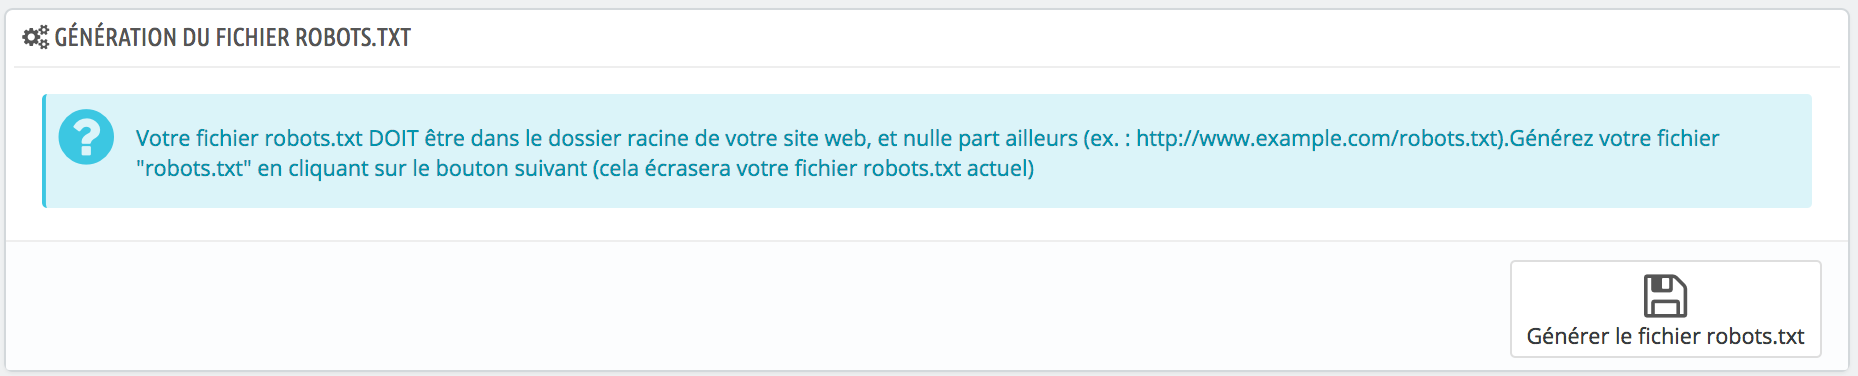 GÉNÉRATION DU FICHIER ROBOTS.TXT
Votre fichier robots.txt DOIT être dans le dossier racine de votre site web, et nulle part ailleurs (ex. : http://www.example.com/robots.txt).Générez votre fichier
"robots.txt" en cliquant sur le bouton suivant (cela écrasera votre fichier robots.txt actuel)
Générer le fichier robots.txt